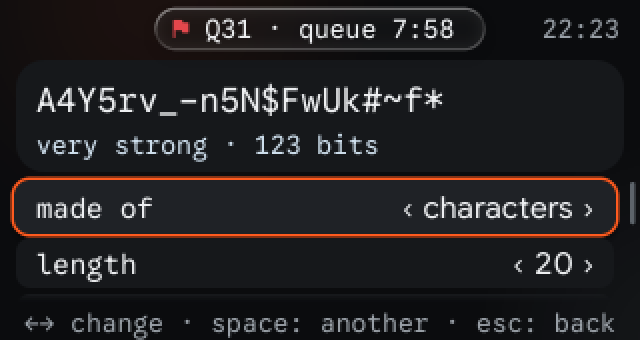 Q31 · queue 7:58
22:23
A4Y5rv_-n5N$FwUk#~f*
very strong · 123 bits
made of ‹ characters ›
length ‹ 20 ›
↔ change · space: another · esc: back